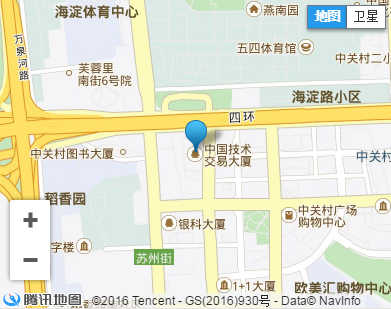 海淀体育中心
燕南园
地图
卫星
万泉河路
五四体育馆
中关村二小
芙蓉里
南街6号院
海淀路小区
四环
中关村图书大厦
中国技术
交易大厦
中关村
稻香园
中关村广场
购物中心
银科大厦
字楼
苏州街
1+1大厦
欧美汇购物中心
+
−
腾讯地图
©2016 Tencent - GS(2016)930号 - Data© NavInfo